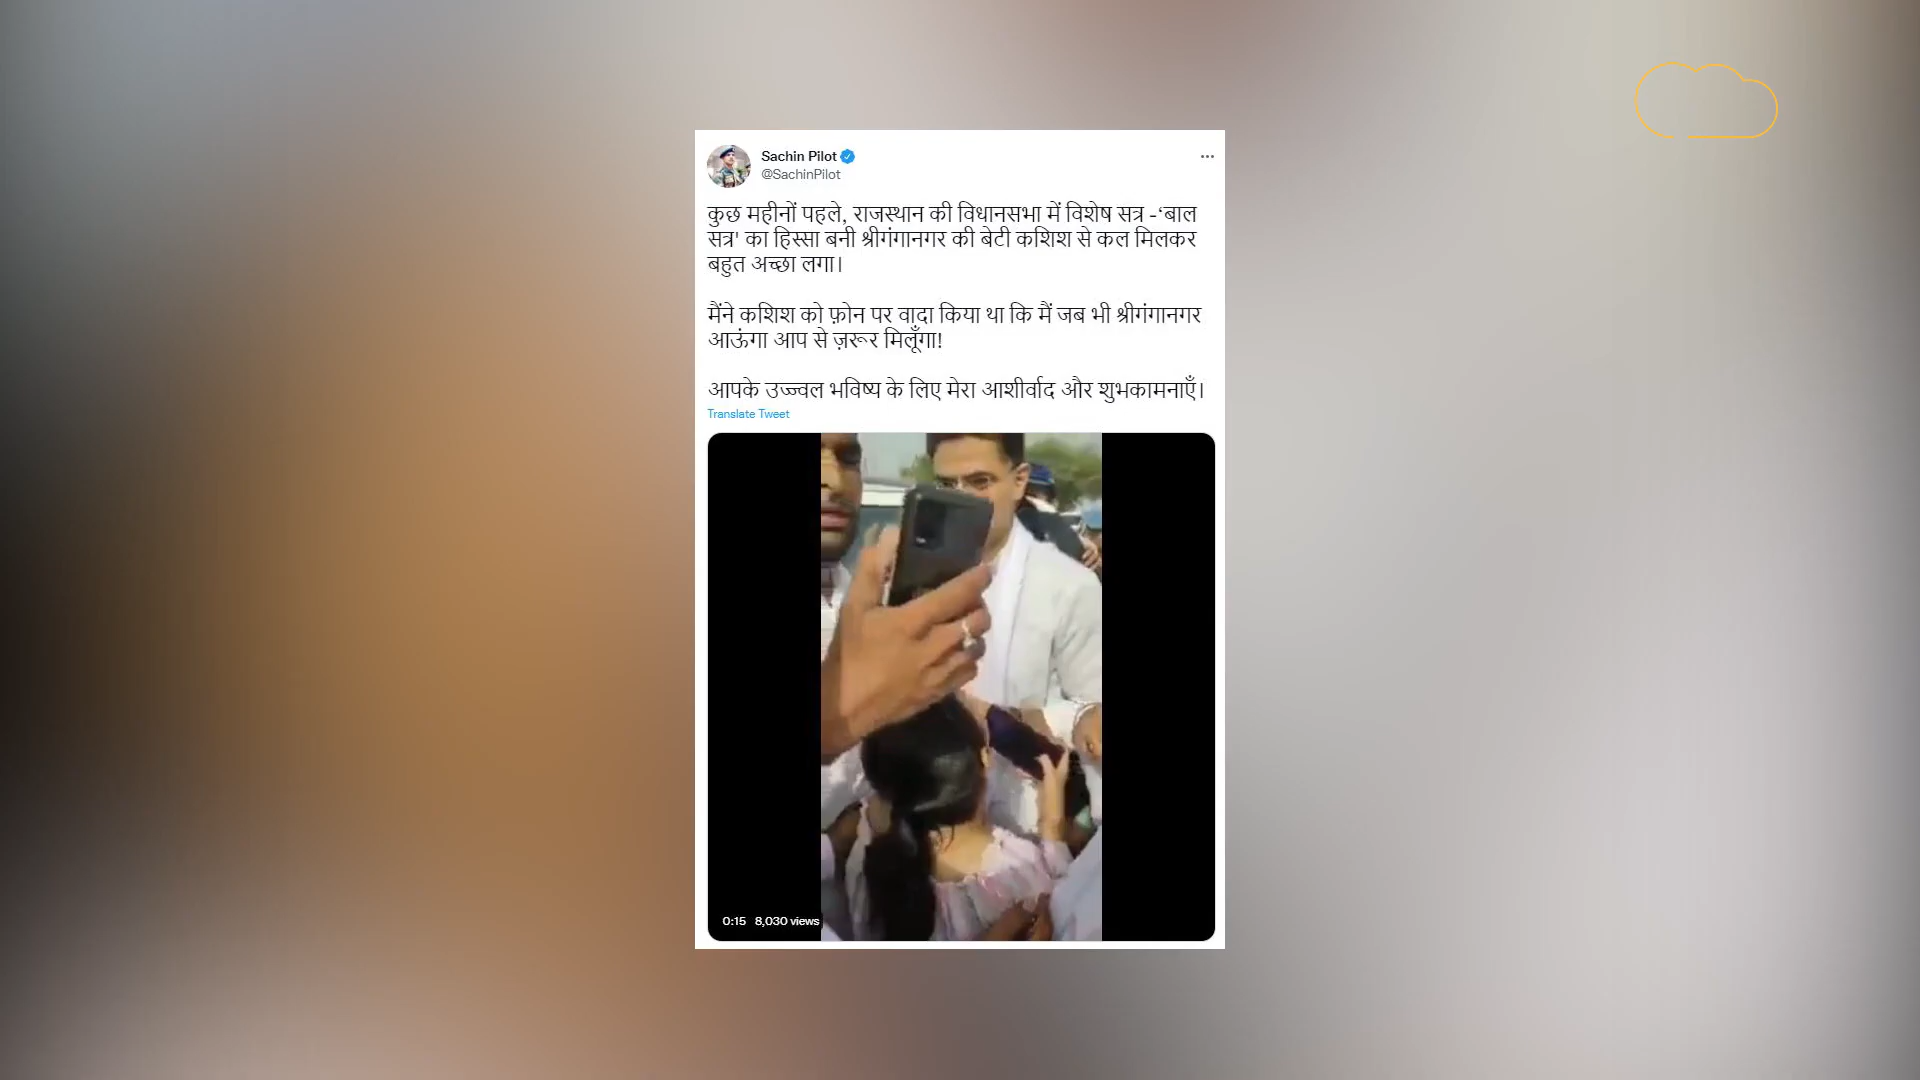 Sachin Pilot
@SachinPilot
कुछ महीनों पहले, राजस्थान की विधानसभा में विशेष सत्र -‘बाल
सत्र' का हिस्सा बनी श्रीगंगानगर की बेटी कशिश से कल मिलकर
बहुत अच्छा लगा।
मैंने कशिश को फ़ोन पर वादा किया था कि मैं जब भी श्रीगंगानगर
आऊंगा आप से ज़रूर मिलूँगा!
आपके उज्ज्वल भविष्य के लिए मेरा आशीर्वाद और शुभकामनाएँ।
Translate Tweet
0:15 8,030 views